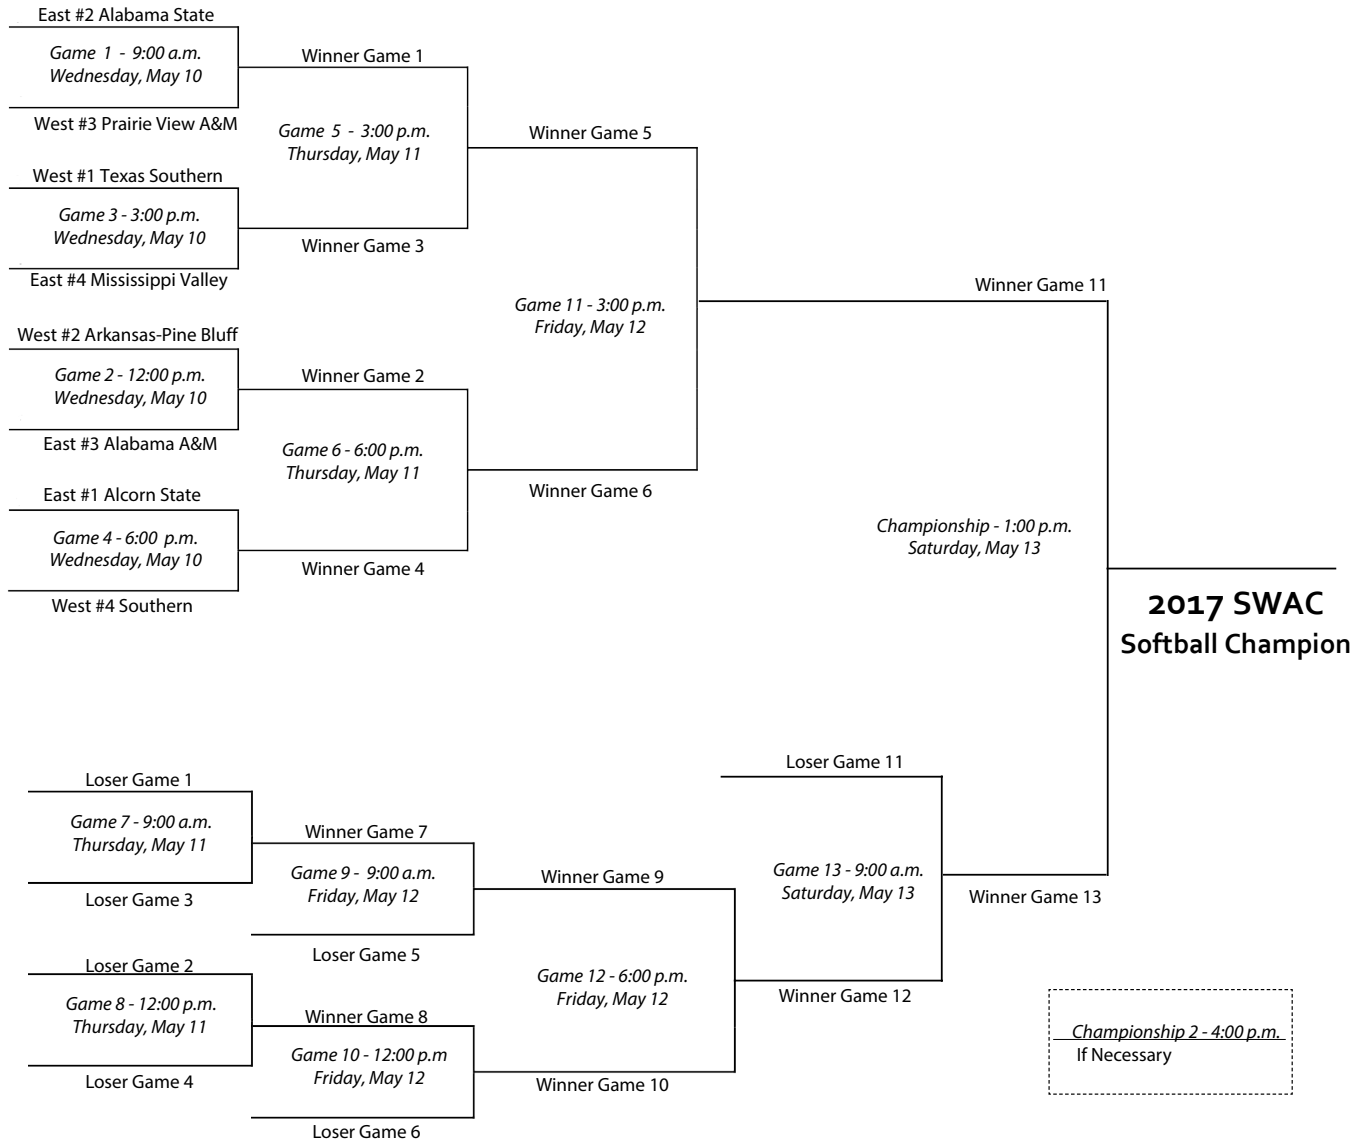 East #2 Alabama State
Game 1 - 9:00 a.m.
Wednesday, May 10
West #3 Prairie View A&M
Winner Game 1
Game 5 - 3:00 p.m.
Thursday, May 11
West #1 Texas Southern
Game 3 - 3:00 p.m.
Wednesday, May 10
East #4 Mississippi Valley
Winner Game 3
Winner Game 5
Game 11 - 3:00 p.m.
Friday, May 12
West #2 Arkansas-Pine Bluff
Game 2 - 12:00 p.m.
Wednesday, May 10
East #3 Alabama A&M
Winner Game 2
Game 6 - 6:00 p.m.
Thursday, May 11
East #1 Alcorn State
Game 4 - 6:00 p.m.
Wednesday, May 10
West #4 Southern
Winner Game 4
Winner Game 6
Winner Game 11
Championship - 1:00 p.m.
Saturday, May 13
2017 SWAC
Softball Champion
Loser Game 1
Game 7 - 9:00 a.m.
Thursday, May 11
Loser Game 3
Winner Game 7
Game 9 - 9:00 a.m.
Friday, May 12
Loser Game 5
Loser Game 2
Game 8 - 12:00 p.m.
Thursday, May 11
Loser Game 4
Winner Game 8
Game 10 - 12:00 p.m
Friday, May 12
Loser Game 6
Winner Game 9
Game 12 - 6:00 p.m.
Friday, May 12
Winner Game 10
Loser Game 11
Game 13 - 9:00 a.m.
Saturday, May 13
Winner Game 12
Winner Game 13
Championship 2 - 4:00 p.m.
If Necessary